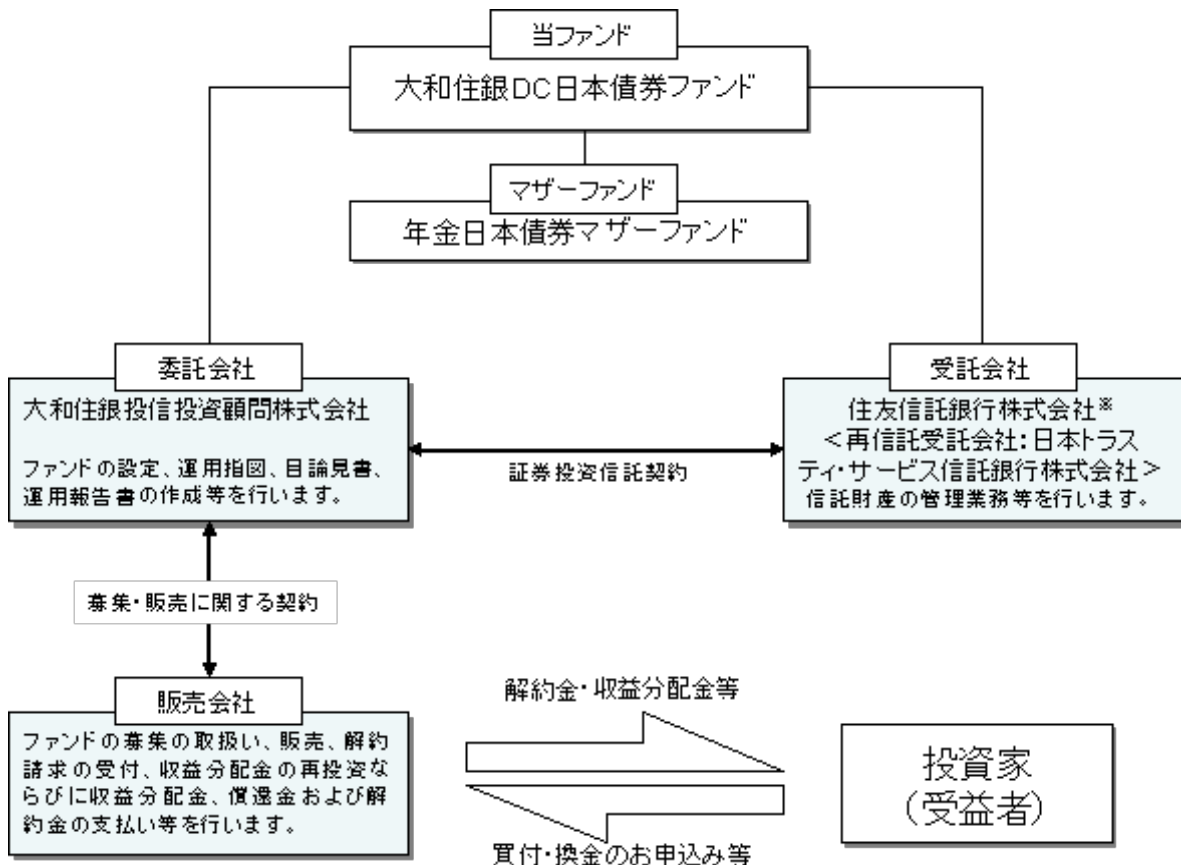 当ファンド
大和住銀DC日本債券ファンド
マザーファンド
年金日本債券マザーファンド
委託会社
大和住銀投信投資顧問株式会社
ファンドの設定、運用指図、目論見書、
運用報告書の作成等を行います。
証券投資信託契約
受託会社
住友信託銀行株式会社※
＜再信託受託会社：日本トラス
ティ・サービス信託銀行株式会社＞
信託財産の管理業務等を行います。
募集・販売に関する契約
販売会社
ファンドの募集の取扱い、販売、解約
請求の受付、収益分配金の再投資な
らびに収益分配金、償還金および解
約金の支払い等を行います。
解約金・収益分配金等
買付・換金のお申込み等
投資家
（受益者）